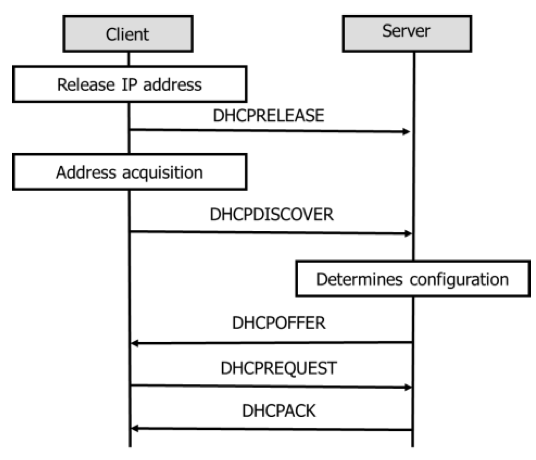 Client
Server
Release IP address
DHCPRELEASE
Address acquisition
DHCPDISCOVER
Determines configuration
DHCPOFFER
DHCPREQUEST
DHCPACK